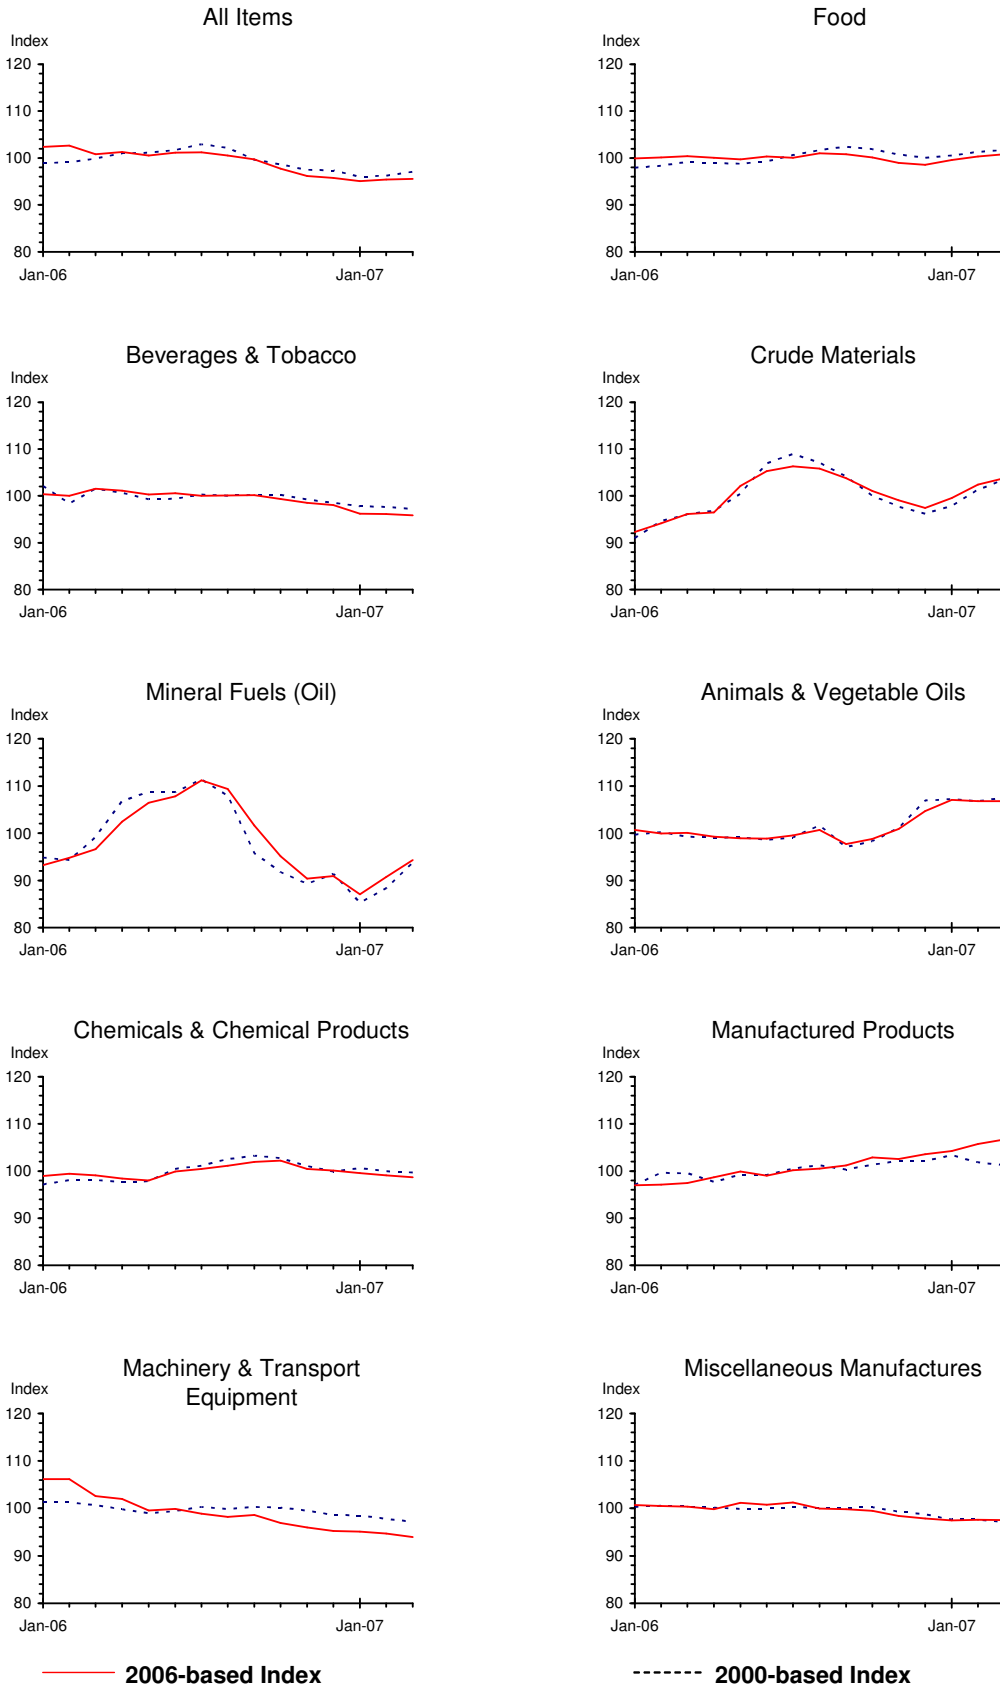 All Items
Index
120
110
100
90
80
Jan-06
Jan-07
Food
Index
120
110
100
90
80
Jan-06
Jan-07
Beverages & Tobacco
Index
120
110
100
90
80
Jan-06
Jan-07
Crude Materials
Index
120
110
100
90
80
Jan-06
Jan-07
Mineral Fuels (Oil)
Index
120
110
100
90
80
Jan-06
Jan-07
Animals & Vegetable Oils
Index
120
110
100
90
80
Jan-06
Jan-07
Chemicals & Chemical Products
Index
120
110
100
90
80
Jan-06
Jan-07
Manufactured Products
Index
120
110
100
90
80
Jan-06
Jan-07
Machinery & Transport
Equipment
Index
120
110
100
90
80
Jan-06
Jan-07
Miscellaneous Manufactures
Index
120
110
100
90
80
Jan-06
Jan-07
2006-based Index
2000-based Index